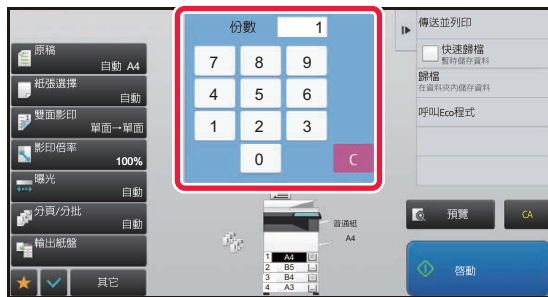 原稿
自動 A4
紙張選擇
自動
雙面影印
單面→單面
影印倍率
100%
曝光
自動
分頁/分批
自動
輸出紙盤
其它
份數 1
7 8 9
4 5 6
1 2 3
0 C
普通紙
A4
1 A4
2 B5
3 B4
4 A3
傳送並列印
快速歸檔
暫時儲存資料
歸檔
在資料夾內儲存資料
呼叫Eco程式
預覽 CA
啓動